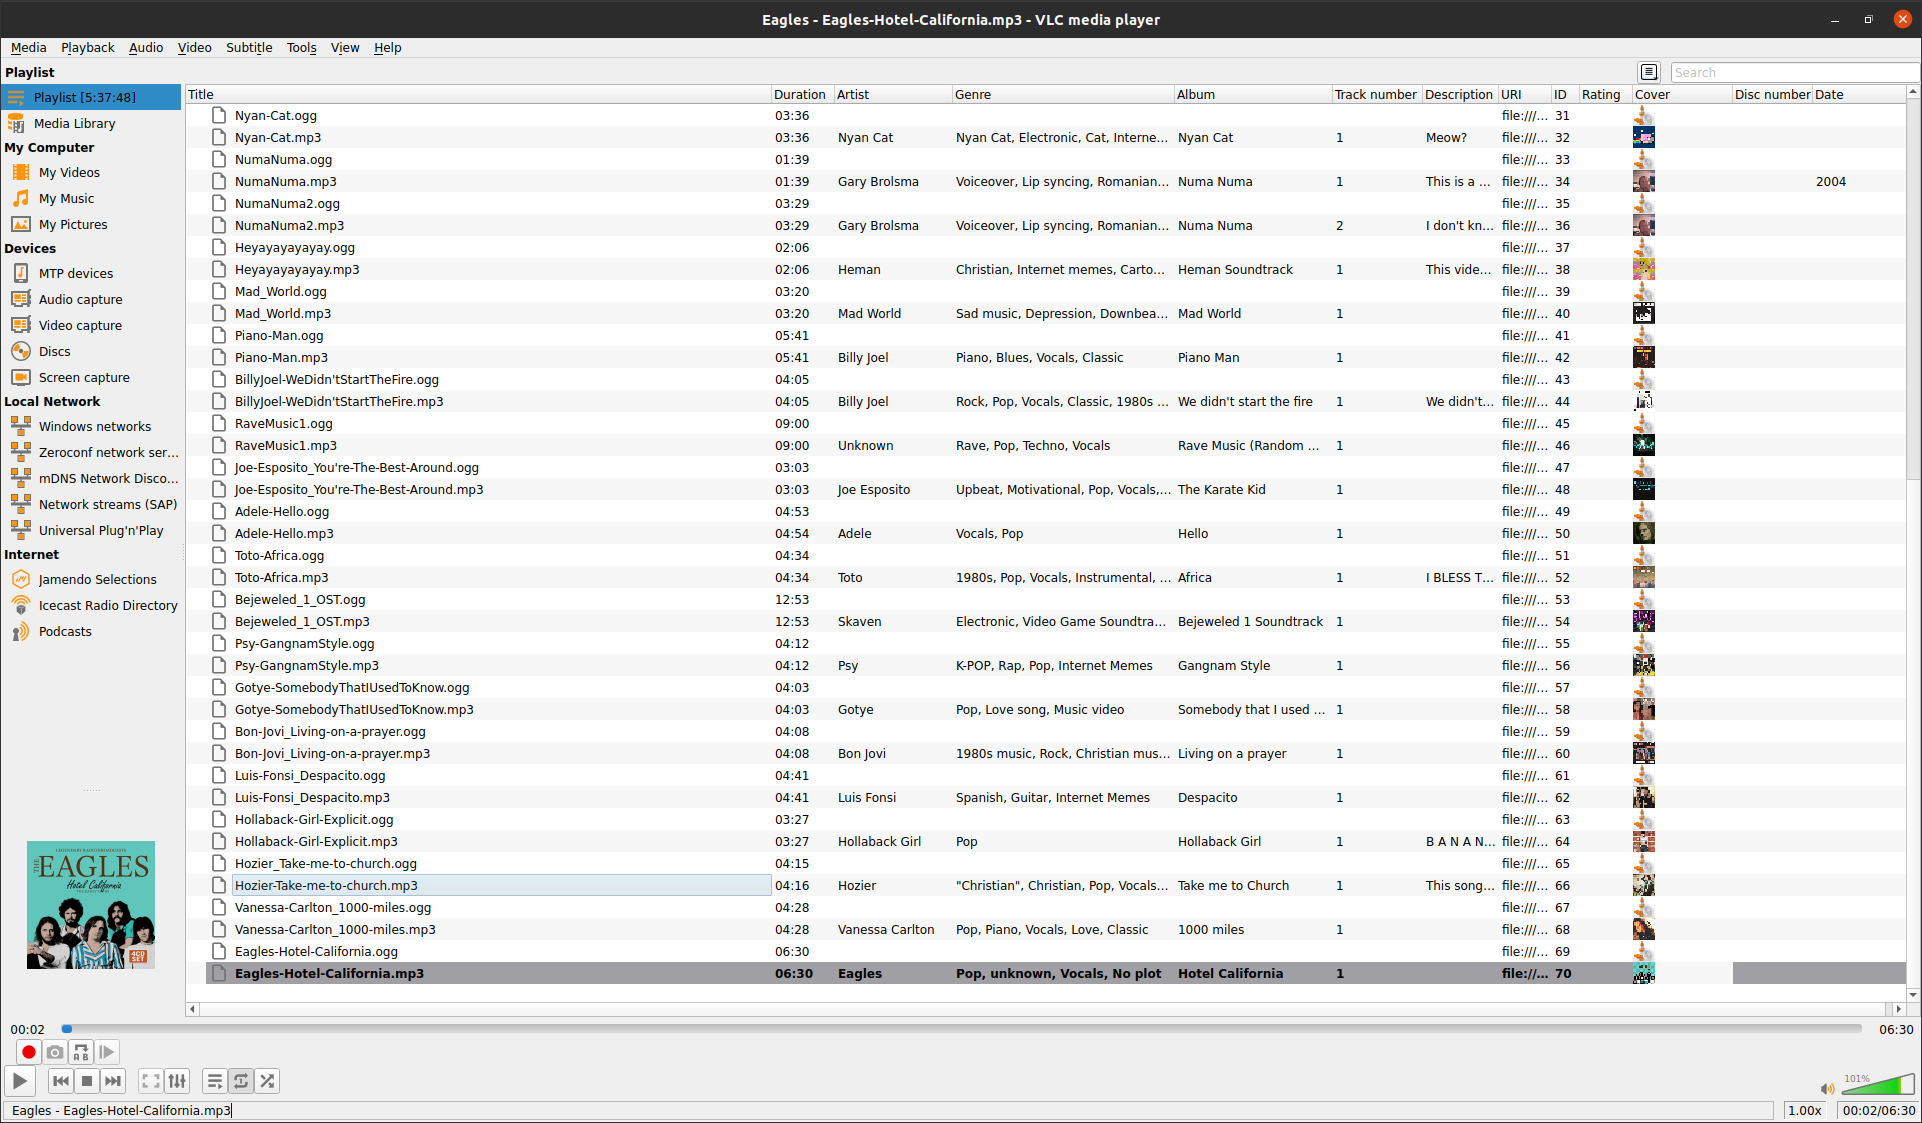 Eagles - Eagles-Hotel-California.mp3 - VLC media player
Media Playback Audio Video Subtitle Tools View Help
Playlist
Search
Playlist [5:37:48]
Media Library
My Computer
My Videos
My Music
My Pictures
Devices
MTP devices
Audio capture
Video capture
Discs
Screen capture
Local Network
Windows networks
Zeroconf network ser...
mDNS Network Disco...
Network streams (SAP)
Universal Plug'n'Play
Internet
Jamendo Selections
Icecast Radio Directory
Podcasts
LEGENDARY RADIO BROADCASTS
THE EAGLES
Hotel California
4CD SET
Title Duration Artist Genre Album Track number Description URI ID Rating Cover Disc number Date
Nyan-Cat.ogg 03:36 file:///... 31
Nyan-Cat.mp3 03:36 Nyan Cat Nyan Cat, Electronic, Cat, Interne... Nyan Cat 1 Meow? file:///... 32
NumaNuma.ogg 01:39 file:///... 33
NumaNuma.mp3 01:39 Gary Brolsma Voiceover, Lip syncing, Romanian... Numa Numa 1 This is a ... file:///... 34 2004
NumaNuma2.ogg 03:29 file:///... 35
NumaNuma2.mp3 03:29 Gary Brolsma Voiceover, Lip syncing, Romanian... Numa Numa 2 I don't kn... file:///... 36
Heyayayayayay.ogg 02:06 file:///... 37
Heyayayayayay.mp3 02:06 Heman Christian, Internet memes, Carto... Heman Soundtrack 1 This vide... file:///... 38
Mad_World.ogg 03:20 file:///... 39
Mad_World.mp3 03:20 Mad World Sad music, Depression, Downbea... Mad World 1 file:///... 40
Piano-Man.ogg 05:41 file:///... 41
Piano-Man.mp3 05:41 Billy Joel Piano, Blues, Vocals, Classic Piano Man 1 file:///... 42
BillyJoel-WeDidn'tStartTheFire.ogg 04:05 file:///... 43
BillyJoel-WeDidn'tStartTheFire.mp3 04:05 Billy Joel Rock, Pop, Vocals, Classic, 1980s ... We didn't start the fire 1 We didn't... file:///... 44
RaveMusic1.ogg 09:00 file:///... 45
RaveMusic1.mp3 09:00 Unknown Rave, Pop, Techno, Vocals Rave Music (Random ... 1 file:///... 46
Joe-Esposito_You're-The-Best-Around.ogg 03:03 file:///... 47
Joe-Esposito_You're-The-Best-Around.mp3 03:03 Joe Esposito Upbeat, Motivational, Pop, Vocals,... The Karate Kid 1 file:///... 48
Adele-Hello.ogg 04:53 file:///... 49
Adele-Hello.mp3 04:54 Adele Vocals, Pop Hello 1 file:///... 50
Toto-Africa.ogg 04:34 file:///... 51
Toto-Africa.mp3 04:34 Toto 1980s, Pop, Vocals, Instrumental, ... Africa 1 I BLESS T... file:///... 52
Bejeweled_1_OST.ogg 12:53 file:///... 53
Bejeweled_1_OST.mp3 12:53 Skaven Electronic, Video Game Soundtra... Bejeweled 1 Soundtrack 1 file:///... 54
Psy-GangnamStyle.ogg 04:12 file:///... 55
Psy-GangnamStyle.mp3 04:12 Psy K-POP, Rap, Pop, Internet Memes Gangnam Style 1 file:///... 56
Gotye-SomebodyThatIUsedToKnow.ogg 04:03 file:///... 57
Gotye-SomebodyThatIUsedToKnow.mp3 04:03 Gotye Pop, Love song, Music video Somebody that I used ... 1 file:///... 58
Bon-Jovi_Living-on-a-prayer.ogg 04:08 file:///... 59
Bon-Jovi_Living-on-a-prayer.mp3 04:08 Bon Jovi 1980s music, Rock, Christian mus... Living on a prayer 1 file:///... 60
Luis-Fonsi_Despacito.ogg 04:41 file:///... 61
Luis-Fonsi_Despacito.mp3 04:41 Luis Fonsi Spanish, Guitar, Internet Memes Despacito 1 file:///... 62
Hollaback-Girl-Explicit.ogg 03:27 file:///... 63
Hollaback-Girl-Explicit.mp3 03:27 Hollaback Girl Pop Hollaback Girl 1 B A N A N... file:///... 64
Hozier_Take-me-to-church.ogg 04:15 file:///... 65
Hozier-Take-me-to-church.mp3 04:16 Hozier "Christian", Christian, Pop, Vocals... Take me to Church 1 This song... file:///... 66
Vanessa-Carlton_1000-miles.ogg 04:28 file:///... 67
Vanessa-Carlton_1000-miles.mp3 04:28 Vanessa Carlton Pop, Piano, Vocals, Love, Classic 1000 miles 1 file:///... 68
Eagles-Hotel-California.ogg 06:30 file:///... 69
Eagles-Hotel-California.mp3 06:30 Eagles Pop, unknown, Vocals, No plot Hotel California 1 file://... 70
00:02 06:30
A B
101%
Eagles - Eagles-Hotel-California.mp3 1.00x 00:02/06:30